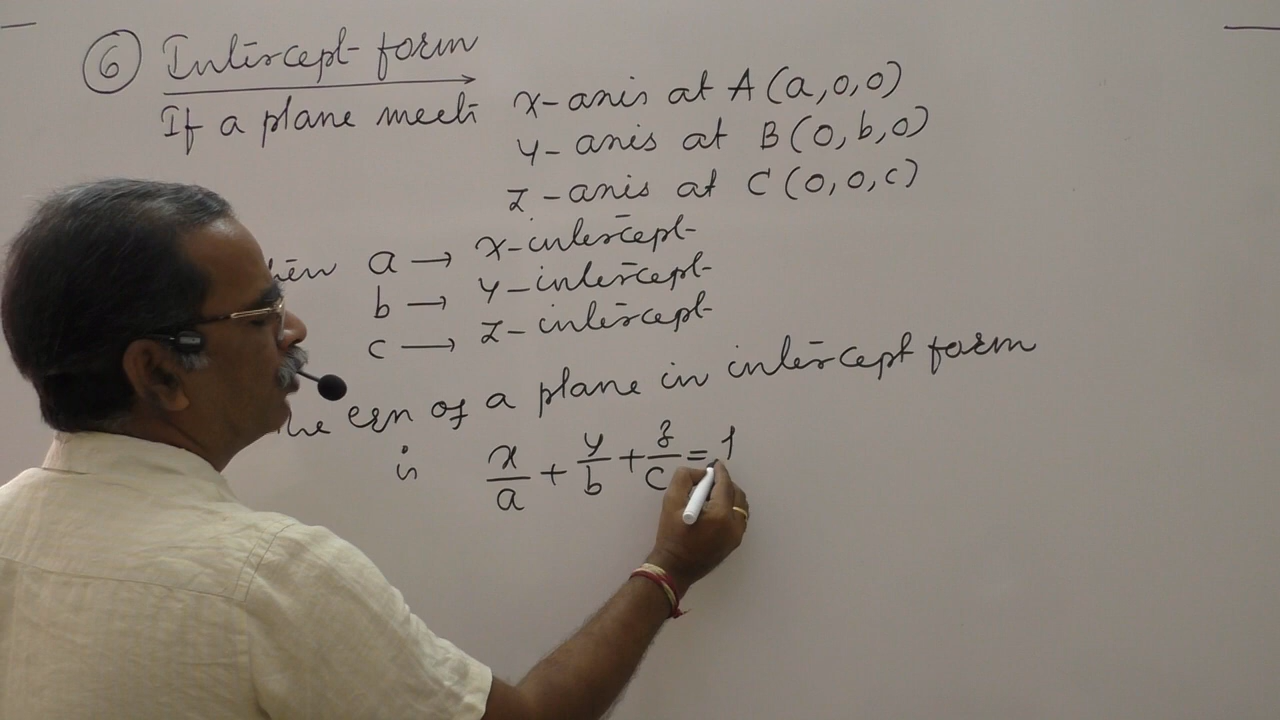 6 Intercept form
If a plane meets x-axis at A(a,0,0)
y-axis at B(0,b,0)
z-axis at C(0,0,c)
a → x-intercept
b → y-intercept
c → z-intercept
eqn of a plane in intercept form
is x/a + y/b + z/c = 1